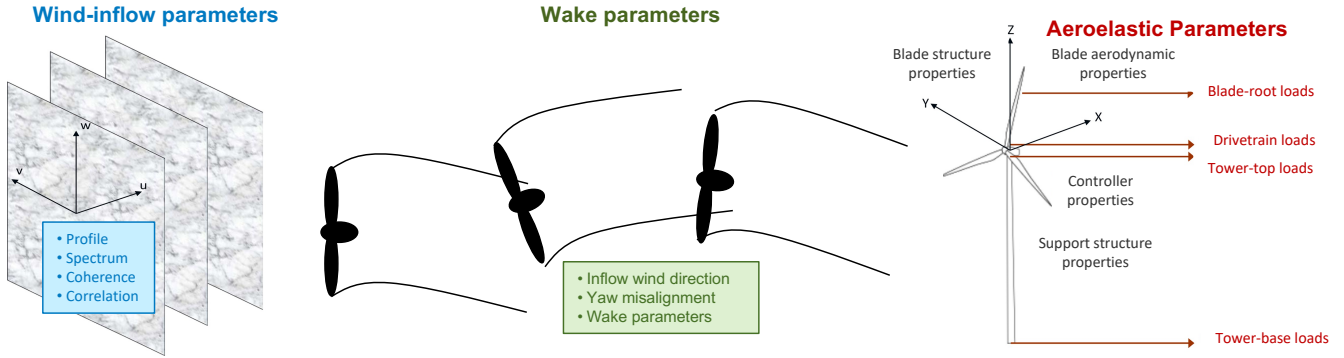 Wind-inflow parameters
w
v
u
• Profile
• Spectrum
• Coherence
• Correlation
Wake parameters
• Inflow wind direction
• Yaw misalignment
• Wake parameters
Aeroelastic Parameters
Z
Blade structure
properties
Blade aerodynamic
properties
Y
X
Blade-root loads
Drivetrain loads
Tower-top loads
Controller
properties
Support structure
properties
Tower-base loads